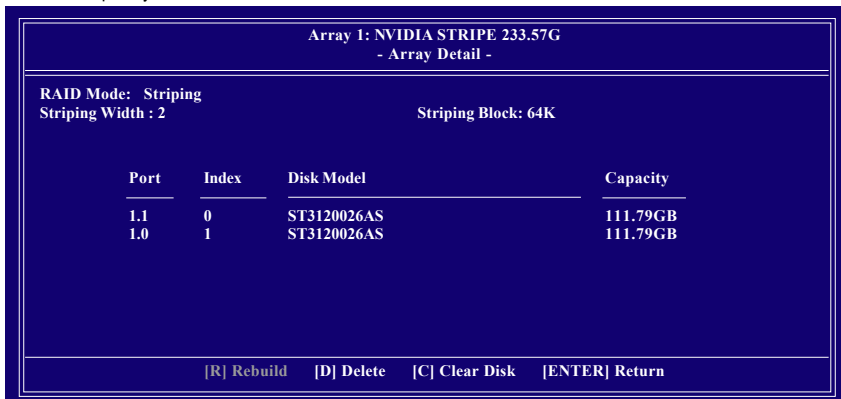 Array 1: NVIDIA STRIPE 233.57G
- Array Detail -
RAID Mode: Striping
Striping Width : 2 Striping Block: 64K
Port Index Disk Model Capacity
1.1 0 ST3120026AS 111.79GB
1.0 1 ST3120026AS 111.79GB
[R] Rebuild [D] Delete [C] Clear Disk [ENTER] Return